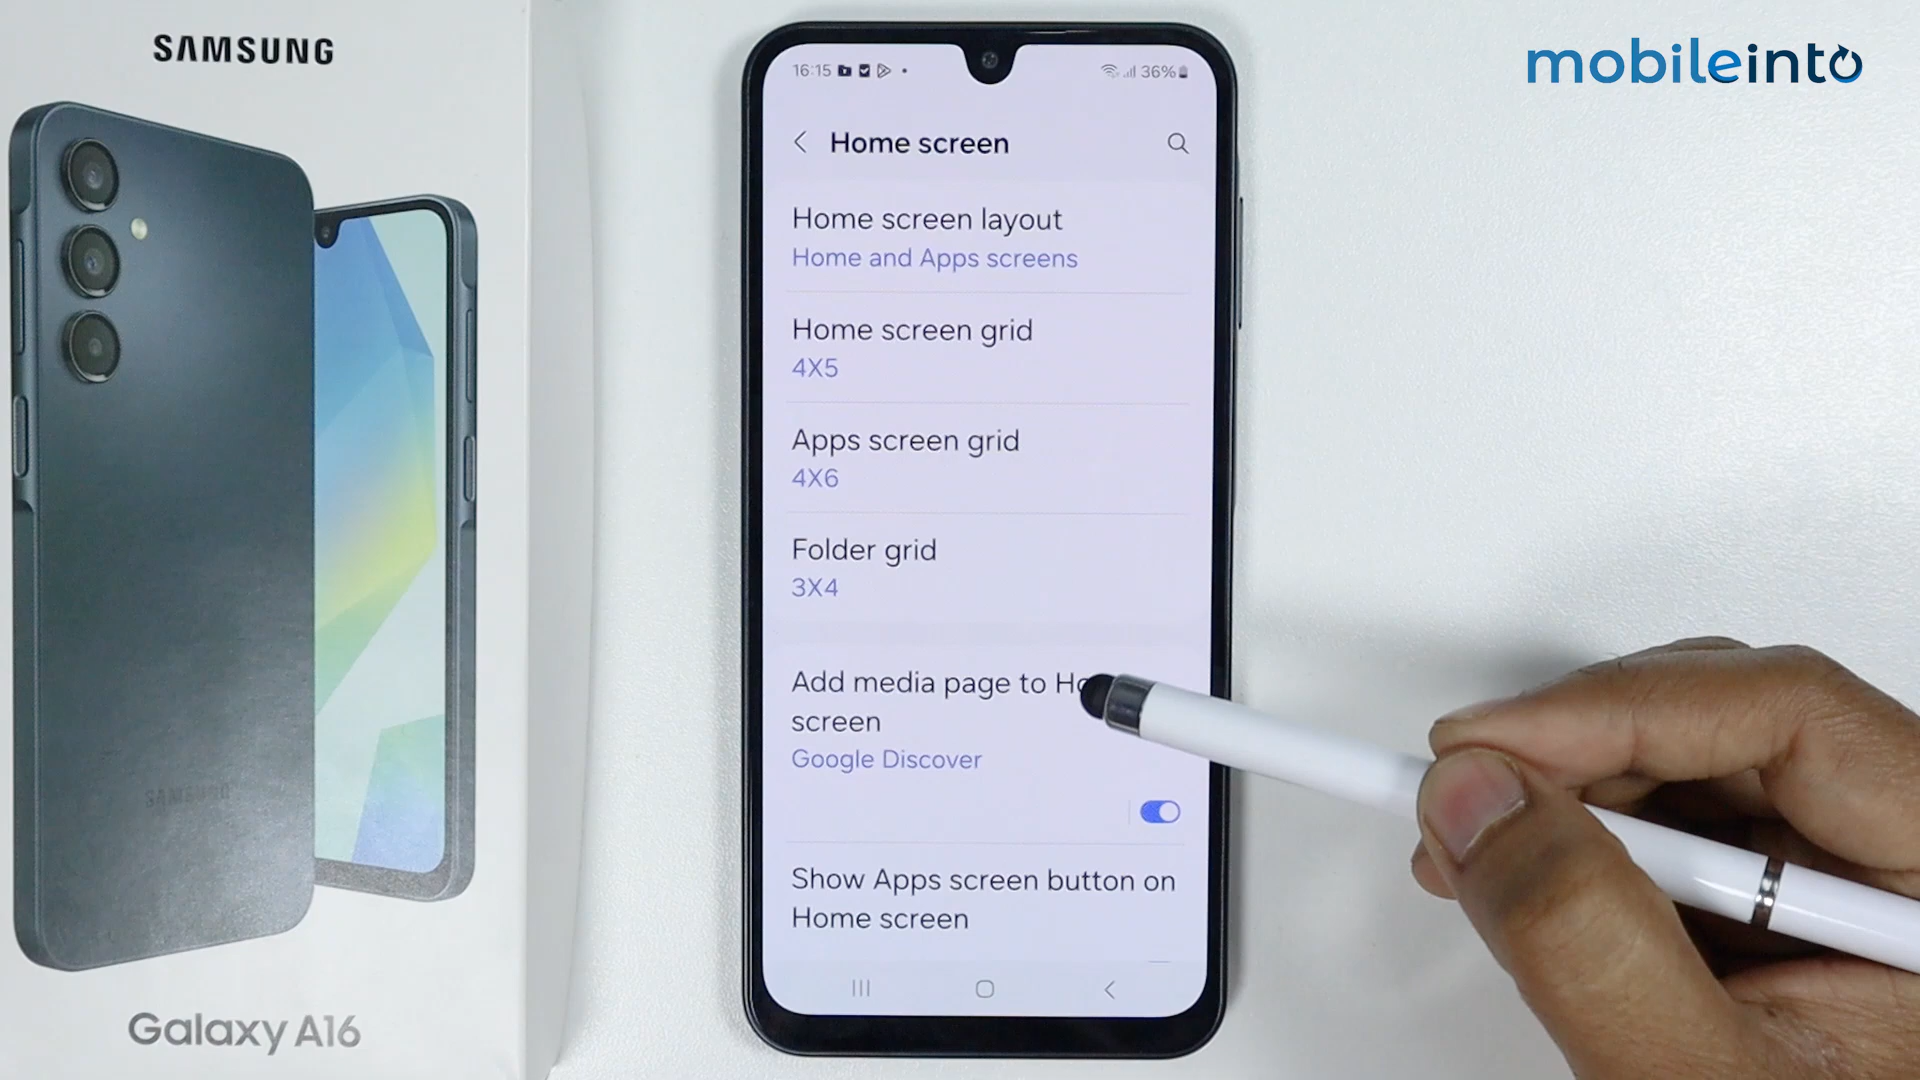 SAMSUNG
SAMSUNG
Galaxy A16
16:15
36%
Home screen
Home screen layout
Home and Apps screens
Home screen grid
4X5
Apps screen grid
4X6
Folder grid
3X4
Add media page to
screen
Google Discover
Show Apps screen button on
Home screen
mobileinto